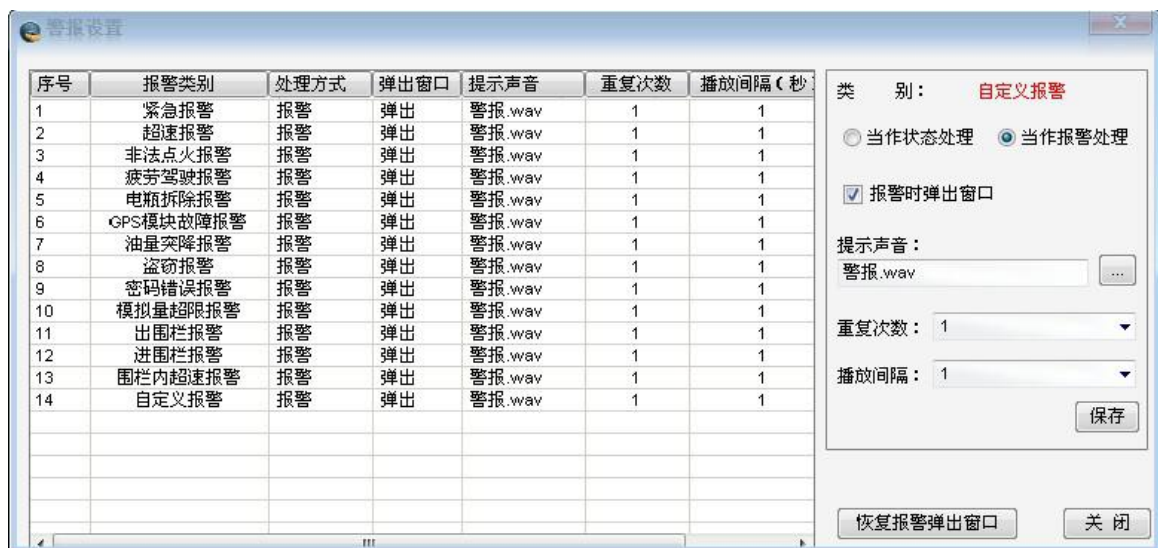 警报设置
序号 报警类别 处理方式 弹出窗口 提示声音 重复次数 播放间隔(秒)
1 紧急报警 报警 弹出 警报.wav 1 1
2 超速报警 报警 弹出 警报.wav 1 1
3 非法点火报警 报警 弹出 警报.wav 1 1
4 疲劳驾驶报警 报警 弹出 警报.wav 1 1
5 电瓶拆除报警 报警 弹出 警报.wav 1 1
6 GPS模块故障报警 报警 弹出 警报.wav 1 1
7 油量突降报警 报警 弹出 警报.wav 1 1
8 盗窃报警 报警 弹出 警报.wav 1 1
9 密码错误报警 报警 弹出 警报.wav 1 1
10 模拟量超限报警 报警 弹出 警报.wav 1 1
11 出围栏报警 报警 弹出 警报.wav 1 1
12 进围栏报警 报警 弹出 警报.wav 1 1
13 围栏内超速报警 报警 弹出 警报.wav 1 1
14 自定义报警 报警 弹出 警报.wav 1 1
类 别: 自定义报警
当作状态处理 当作报警处理
报警时弹出窗口
提示声音:
警报.wav ...
重复次数: 1
播放间隔: 1
保存
恢复报警弹出窗口 关 闭